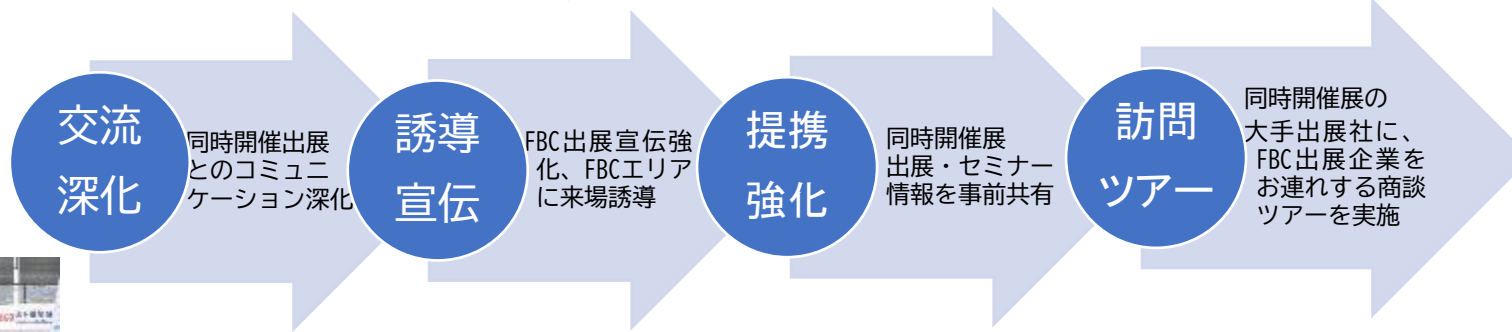 交流
深化
同時開催出展
とのコミュニ
ケーション深化
誘導
宣伝
FBC出展宣伝強
化、FBCエリア
に来場誘導
提携
強化
同時開催展
出展・セミナー
情報を事前共有
訪問
ツアー
同時開催展の
大手出展社に、
FBC出展企業を
お連れする商談
ツアーを実施